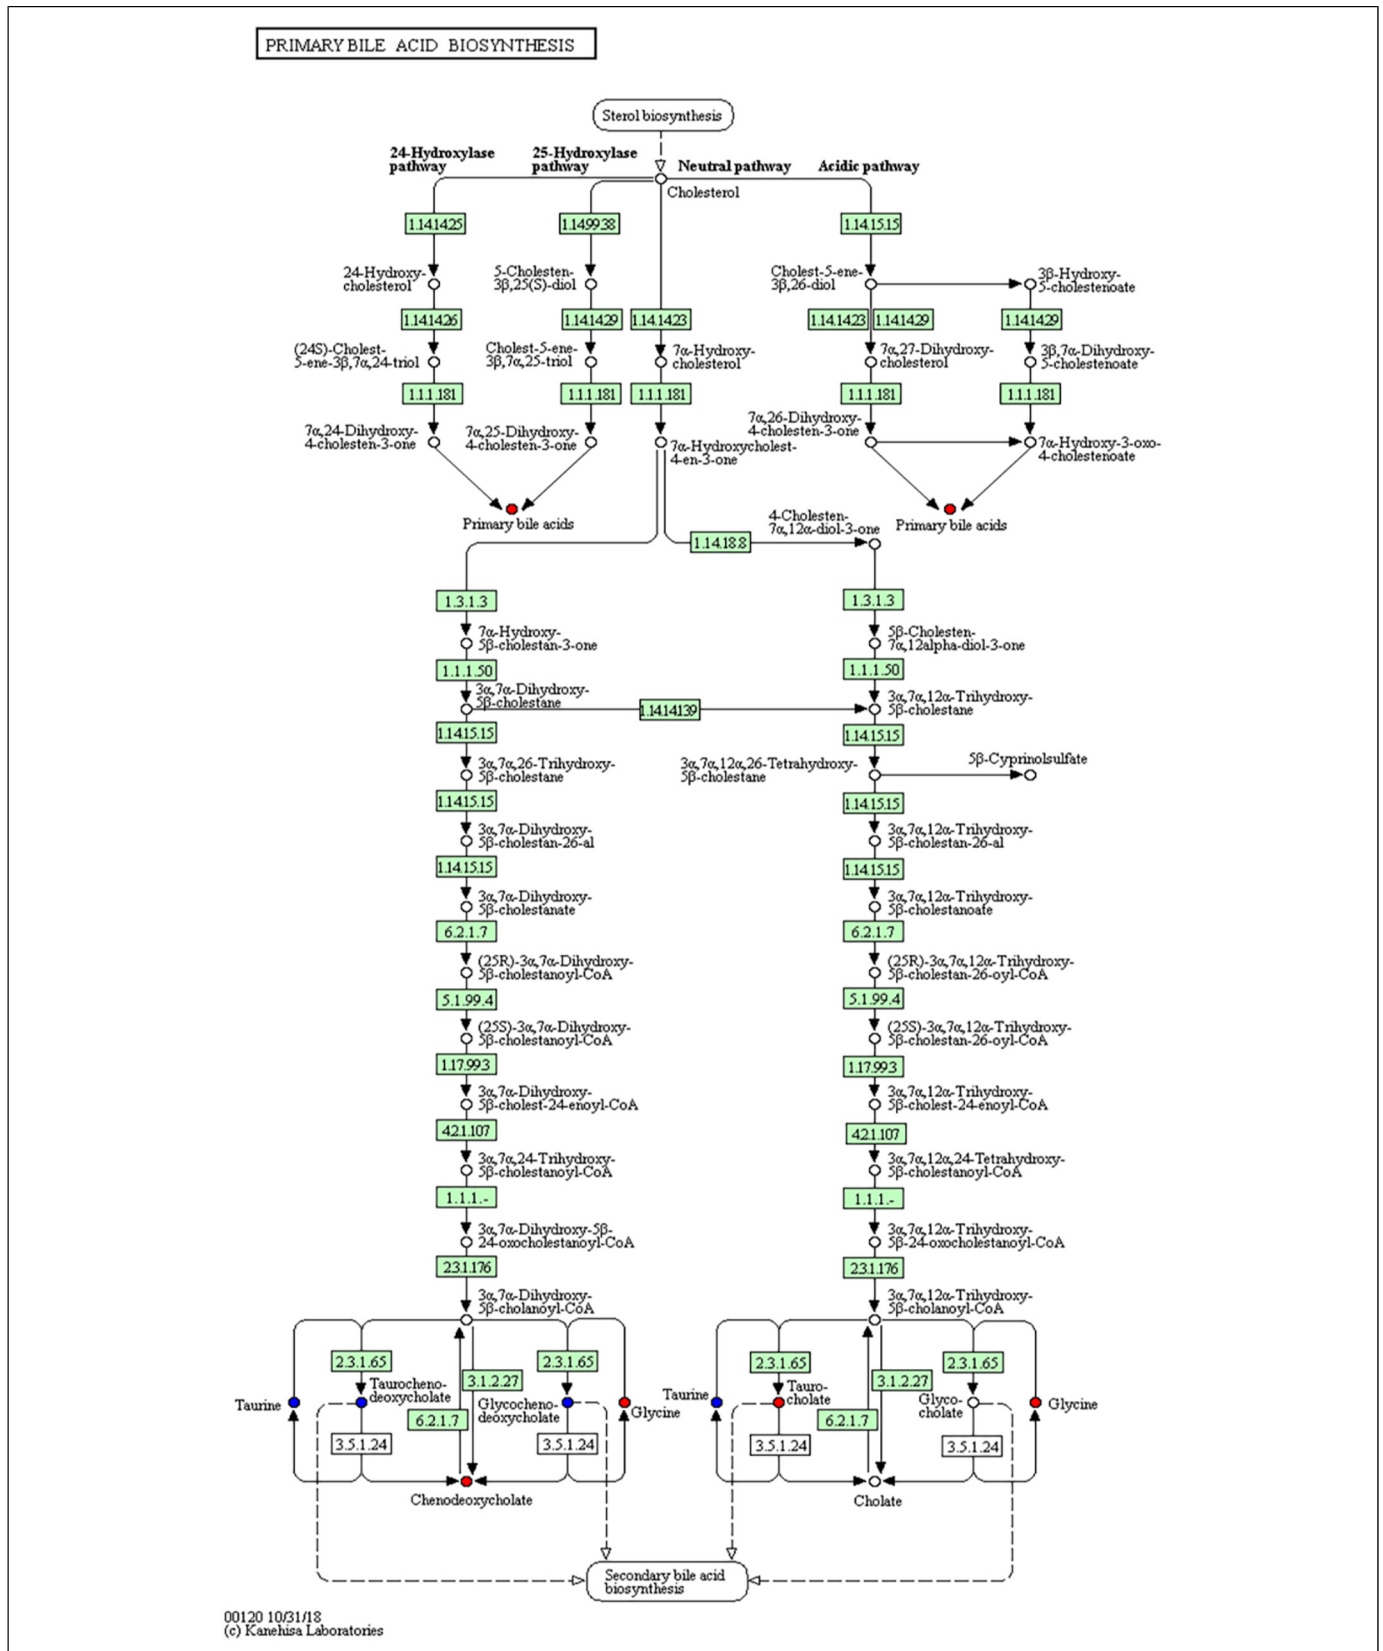 PRIMARY BILE ACID BIOSYNTHESIS
Sterol biosynthesis
24-Hydroxylase
pathway
25-Hydroxylase
pathway
Neutral pathway
Acidic pathway
Cholesterol
1.14.14.25
1.14.99.38
1.14.15.15
24-Hydroxy-
cholesterol
5-Cholesten-
3β,25(S)-diol
Cholest-5-ene-
3β,26-diol
3β-Hydroxy-
5-cholestenoate
1.14.14.26
1.14.14.29
1.14.14.23
1.14.14.23
1.14.14.29
1.14.14.29
(24S)-Cholest-
5-ene-3β,7α,24-triol
Cholest-5-ene-
3β,7α,25-triol
7α-Hydroxy-
cholesterol
7α,27-Dihydroxy-
cholesterol
3β,7α-Dihydroxy-
5-cholestenoate
1.1.1.181
1.1.1.181
1.1.1.181
1.1.1.181
1.1.1.181
7α,24-Dihydroxy-
4-cholesten-3-one
7α,25-Dihydroxy-
4-cholesten-3-one
7α-Hydroxycholest-
4-en-3-one
7α,26-Dihydroxy-
4-cholesten-3-one
7α-Hydroxy-3-oxo-
4-cholestenoate
Primary bile acids
Primary bile acids
4-Cholesten-
7α,12α-diol-3-one
1.14.18.8
1.3.1.3
1.3.1.3
7α-Hydroxy-
5β-cholestan-3-one
5β-Cholesten-
7α,12alpha-diol-3-one
1.1.1.50
1.1.1.50
3α,7α-Dihydroxy-
5β-cholestane
3α,7α,12α-Trihydroxy-
5β-cholestane
1.14.14.139
1.14.15.15
1.14.15.15
3α,7α,26-Trihydroxy-
5β-cholestane
3α,7α,12α,26-Tetrahydroxy-
5β-cholestane
5β-Cyprinolsulfate
1.14.15.15
1.14.15.15
3α,7α-Dihydroxy-
5β-cholestan-26-al
3α,7α,12α-Trihydroxy-
5β-cholestan-26-al
1.14.15.15
1.14.15.15
3α,7α-Dihydroxy-
5β-cholestanate
3α,7α,12α-Trihydroxy-
5β-cholestanoate
6.2.1.7
6.2.1.7
(25R)-3α,7α-Dihydroxy-
5β-cholestanoyl-CoA
(25R)-3α,7α,12α-Trihydroxy-
5β-cholestan-26-oyl-CoA
5.1.99.4
5.1.99.4
(25S)-3α,7α-Dihydroxy-
5β-cholestanoyl-CoA
(25S)-3α,7α,12α-Trihydroxy-
5β-cholestan-26-oyl-CoA
1.17.99.3
1.17.99.3
3α,7α-Dihydroxy-
5β-cholest-24-enoyl-CoA
3α,7α,12α-Trihydroxy-
5β-cholest-24-enoyl-CoA
4.2.1.107
4.2.1.107
3α,7α,24-Trihydroxy-
5β-cholestanoyl-CoA
3α,7α,12α,24-Tetrahydroxy-
5β-cholestanoyl-CoA
1.1.1.-
1.1.1.-
3α,7α-Dihydroxy-5β-
24-oxocholestanoyl-CoA
3α,7α,12α-Trihydroxy-
5β-24-oxocholestanoyl-CoA
2.3.1.176
2.3.1.176
3α,7α-Dihydroxy-
5β-cholanoyl-CoA
3α,7α,12α-Trihydroxy-
5β-cholanoyl-CoA
2.3.1.65
2.3.1.65
2.3.1.65
2.3.1.65
3.1.2.27
3.1.2.27
Taurine
Taurocheno-
deoxycholate
Glycocheno-
deoxycholate
Glycine
Taurine
Tauro-
cholate
Glyco-
cholate
Glycine
6.2.1.7
6.2.1.7
3.5.1.24
3.5.1.24
3.5.1.24
3.5.1.24
Chenodeoxycholate
Cholate
Secondary bile acid
biosynthesis
00120 10/31/18
(c) Kanehisa Laboratories